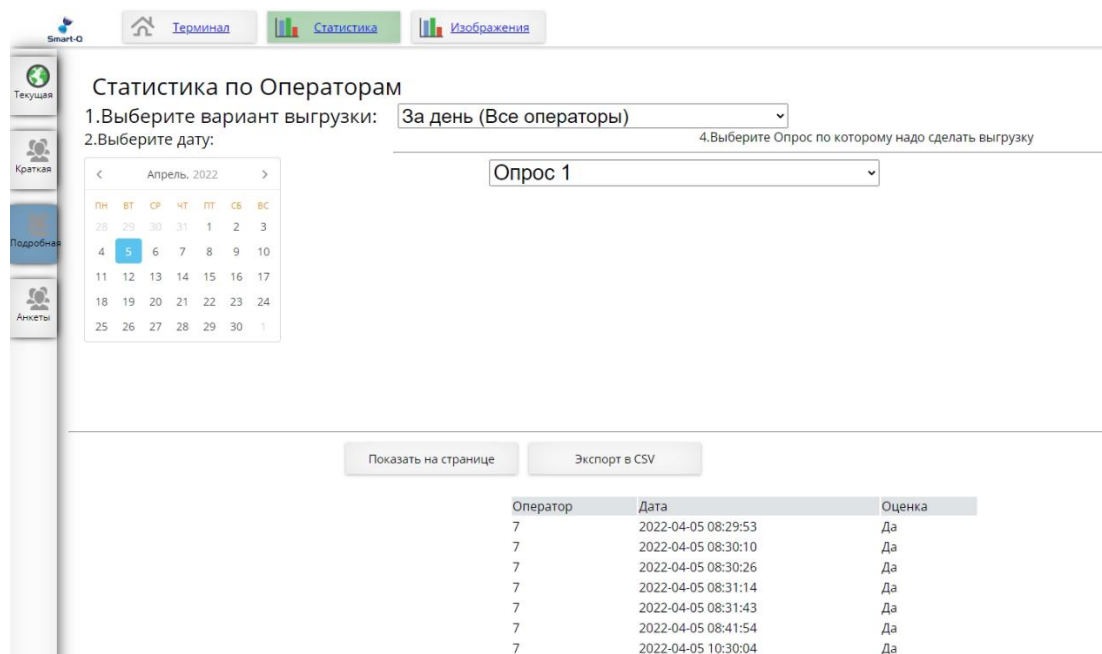 Smart-Q
Терминал
Статистика
Изображения
Текущая
Краткая
Подробная
Анкеты
Статистика по Операторам
1.Выберите вариант выгрузки: За день (Все операторы)
2.Выберите дату:
4.Выберите Опрос по которому надо сделать выгрузку
Опрос 1
< Апрель, 2022 >
ПН ВТ СР ЧТ ПТ СБ ВС
28 29 30 31 1 2 3
4 5 6 7 8 9 10
11 12 13 14 15 16 17
18 19 20 21 22 23 24
25 26 27 28 29 30 1
Показать на странице
Экспорт в CSV
Оператор Дата Оценка
7 2022-04-05 08:29:53 Да
7 2022-04-05 08:30:10 Да
7 2022-04-05 08:30:26 Да
7 2022-04-05 08:31:14 Да
7 2022-04-05 08:31:43 Да
7 2022-04-05 08:41:54 Да
7 2022-04-05 10:30:04 Да